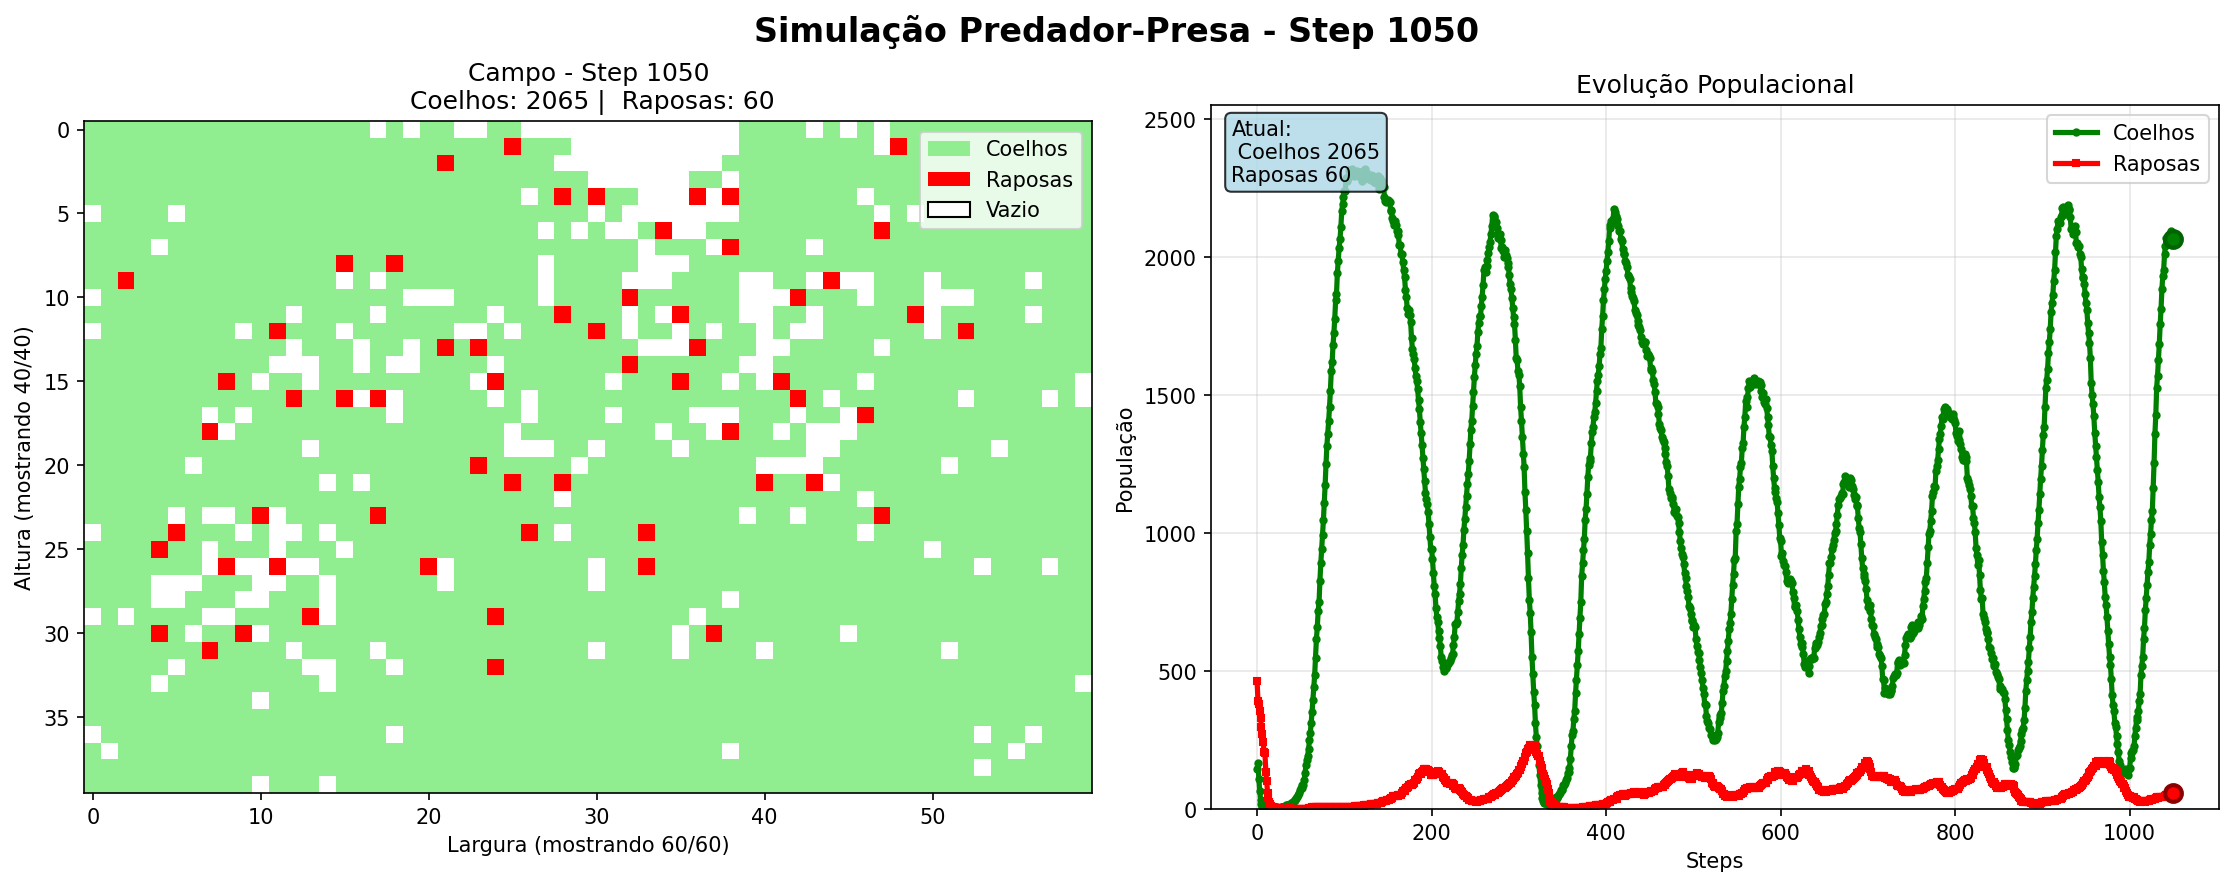 Simulação Predador-Presa - Step 1050
Campo - Step 1050
Coelhos: 2065 |  Raposas: 60
Coelhos
Raposas
Vazio
0
5
10
15
20
25
30
35
Altura (mostrando 40/40)
0
10
20
30
40
50
Largura (mostrando 60/60)
Evolução Populacional
Atual:
Coelhos 2065
Raposas 60
Coelhos
Raposas
2500
2000
1500
1000
500
0
População
0
200
400
600
800
1000
Steps